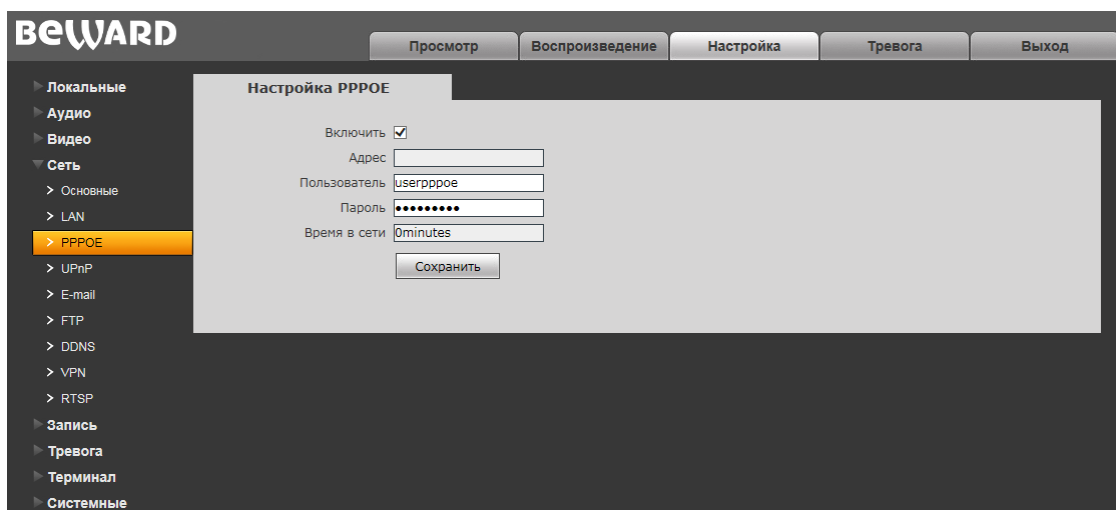 BEWARD
Просмотр
Воспроизведение
Настройка
Тревога
Выход
Локальные
Аудио
Видео
Сеть
> Основные
> LAN
> PPPOE
> UPnP
> E-mail
> FTP
> DDNS
> VPN
> RTSP
Запись
Тревога
Терминал
Системные
Настройка PPPOE
Включить
Адрес
Пользователь userpppoe
Пароль •••••••••
Время в сети 0minutes
Сохранить